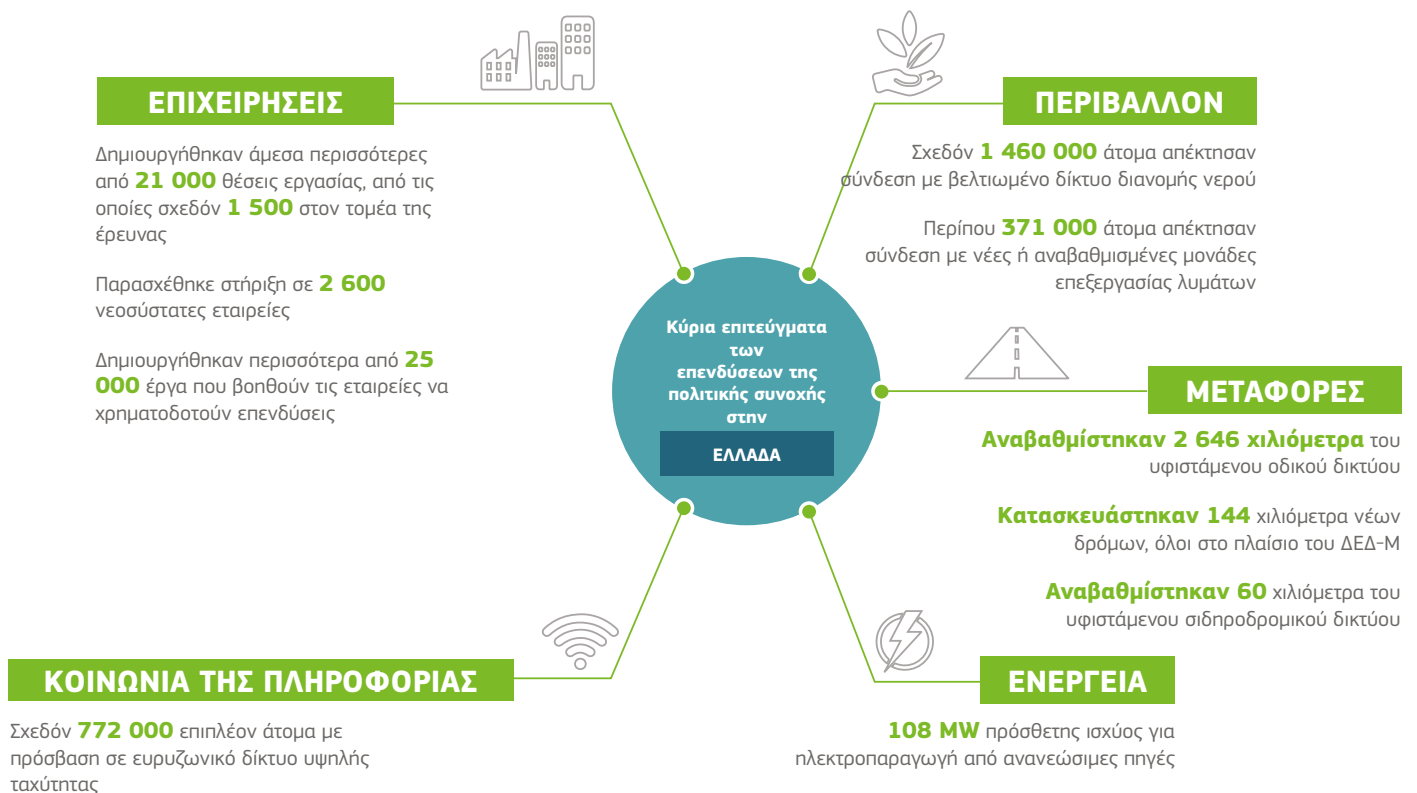 ΕΠΙΧΕΙΡΗΣΕΙΣ
Δημιουργήθηκαν άμεσα περισσότερες
από 21 000 θέσεις εργασίας, από τις
οποίες σχεδόν 1 500 στον τομέα της
έρευνας
Παρασχέθηκε στήριξη σε 2 600
νεοσύστατες εταιρείες
Δημιουργήθηκαν περισσότερα από 25
000 έργα που βοηθούν τις εταιρείες να
χρηματοδοτούν επενδύσεις
ΠΕΡΙΒΑΛΛΟΝ
Σχεδόν 1 460 000 άτομα απέκτησαν
σύνδεση με βελτιωμένο δίκτυο διανομής νερού
Περίπου 371 000 άτομα απέκτησαν
σύνδεση με νέες ή αναβαθμισμένες μονάδες
επεξεργασίας λυμάτων
Κύρια επιτεύγματα
των
επενδύσεων της
πολιτικής συνοχής
στην
ΕΛΛΑΔΑ
ΜΕΤΑΦΟΡΕΣ
Αναβαθμίστηκαν 2 646 χιλιόμετρα του
υφιστάμενου οδικού δικτύου
Κατασκευάστηκαν 144 χιλιόμετρα νέων
δρόμων, όλοι στο πλαίσιο του ΔΕΔ-Μ
Αναβαθμίστηκαν 60 χιλιόμετρα του
υφιστάμενου σιδηροδρομικού δικτύου
ΚΟΙΝΩΝΙΑ ΤΗΣ ΠΛΗΡΟΦΟΡΙΑΣ
Σχεδόν 772 000 επιπλέον άτομα με
πρόσβαση σε ευρυζωνικό δίκτυο υψηλής
ταχύτητας
ΕΝΕΡΓΕΙΑ
108 MW πρόσθετης ισχύος για
ηλεκτροπαραγωγή από ανανεώσιμες πηγές